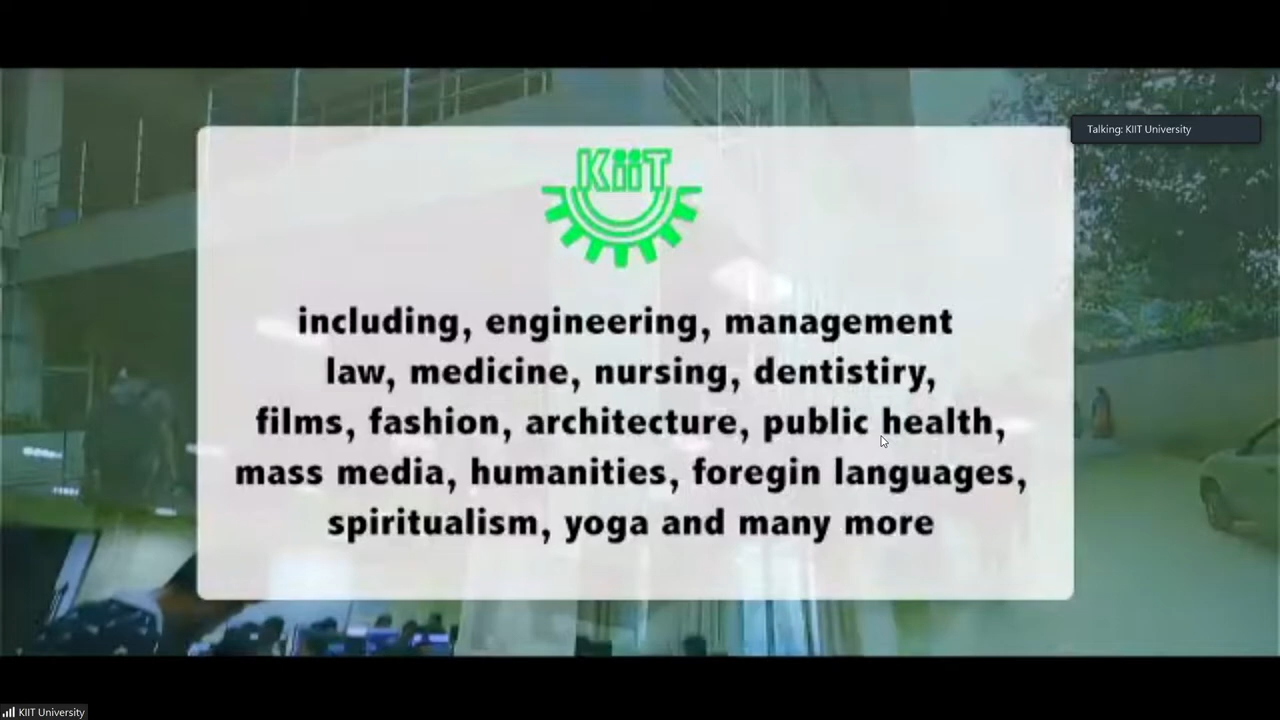 Talking: KIIT University
KiiT
including, engineering, management
law, medicine, nursing, dentistiry,
films, fashion, architecture, public health,
mass media, humanities, foregin languages,
spiritualism, yoga and many more
KIIT University